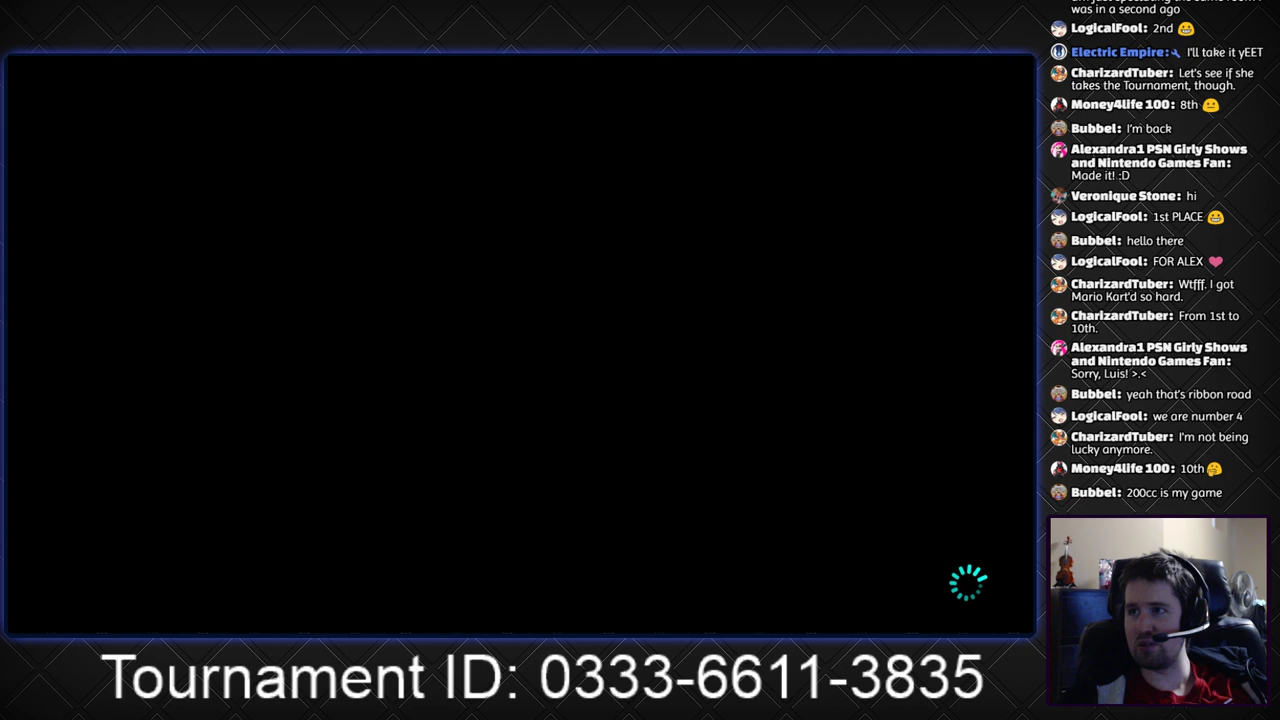 was in a second ago
LogicalFool: 2nd
Electric Empire: I'll take it yEET
CharizardTuber: Let's see if she
takes the Tournament, though.
Money4life 100: 8th
Bubbel: I'm back
Alexandra1 PSN Girly Shows
and Nintendo Games Fan:
Made it! :D
Veronique Stone: hi
LogicalFool: 1st PLACE
Bubbel: hello there
LogicalFool: FOR ALEX
CharizardTuber: Wtfff. I got
Mario Kart'd so hard.
CharizardTuber: From 1st to
10th.
Alexandra1 PSN Girly Shows
and Nintendo Games Fan:
Sorry, Luis! >.<
Bubbel: yeah that's ribbon road
LogicalFool: we are number 4
CharizardTuber: I'm not being
lucky anymore.
Money4life 100: 10th
Bubbel: 200cc is my game
Tournament ID: 0333-6611-3835